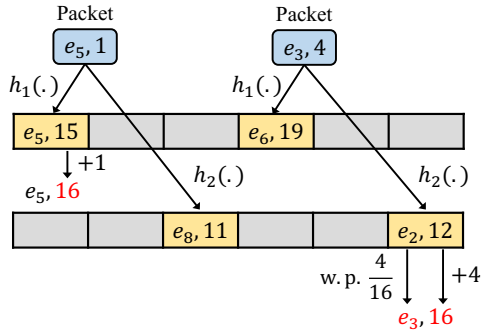 Packet Packet
e₅, 1 e₃, 4
h₁(.) h₁(.)
e₅, 15 e₆, 19
+1
h₂(.) h₂(.)
e₅, 16
e₈, 11 e₂, 12
w. p. 4/16 +4
e₃, 16